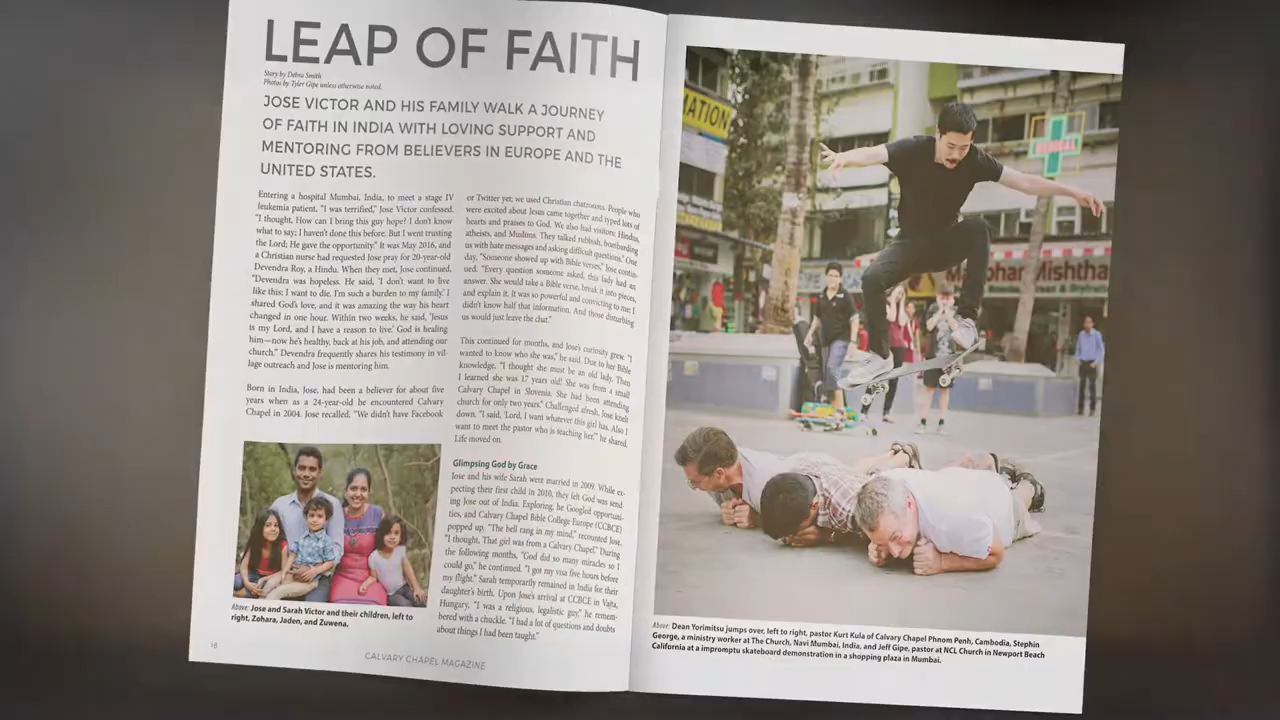 LEAP OF FAITH
Story by Debra Smith
Photos by Tyler Gipe unless otherwise noted.
JOSE VICTOR AND HIS FAMILY WALK A JOURNEY
OF FAITH IN INDIA WITH LOVING SUPPORT AND
MENTORING FROM BELIEVERS IN EUROPE AND THE
UNITED STATES.
Entering a hospital Mumbai, India, to meet a stage IV
leukemia patient, "I was terrified," Jose Victor confessed.
"I thought, How can I bring this guy hope? I don't know
what to say; I haven't done this before. But I went trusting
the Lord; He gave the opportunity." It was May 2016, and
a Christian nurse had requested Jose pray for 20-year-old
Devendra Roy, a Hindu. When they met, Jose continued,
"Devendra was hopeless. He said, 'I don't want to live
like this; I want to die. I'm such a burden to my family.' I
shared God's love, and it was amazing the way his heart
changed in one hour. Within two weeks, he said, 'Jesus
is my Lord, and I have a reason to live.' God is healing
him—now he's healthy, back at his job, and attending our
church." Devendra frequently shares his testimony in vil-
lage outreach and Jose is mentoring him.
Born in India, Jose, had been a believer for about five
years when as a 24-year-old he encountered Calvary
Chapel in 2004. Jose recalled, "We didn't have Facebook
or Twitter yet; we used Christian chatrooms. People who
were excited about Jesus came together and typed lots of
hearts and praises to God. We also had visitors: Hindus,
atheists, and Muslims. They talked rubbish, bombarding
us with hate messages and asking difficult questions." One
day, "Someone showed up with Bible verses," Jose contin-
ued. "Every question someone asked, this lady had an
answer. She would take a Bible verse, break it into pieces,
and explain it. It was so powerful and convicting to me; I
didn't know half that information. And those disturbing
us would just leave the chat."
This continued for months, and Jose's curiosity grew. "I
wanted to know who she was," he said. Due to her Bible
knowledge, "I thought she must be an old lady. Then
I learned she was 17 years old! She was from a small
Calvary Chapel in Slovenia. She had been attending
church for only two years." Challenged afresh, Jose knelt
down. "I said, 'Lord, I want whatever this girl has. Also I
want to meet the pastor who is teaching her,'" he shared.
Life moved on.
Glimpsing God by Grace
Jose and his wife Sarah were married in 2009. While ex-
pecting their first child in 2010, they felt God was send-
ing Jose out of India. Exploring, he Googled opportuni-
ties, and Calvary Chapel Bible College Europe (CCBCE)
popped up. "The bell rang in my mind," recounted Jose.
"I thought, That girl was from a Calvary Chapel." During
the following months, "God did so many miracles so I
could go," he continued. "I got my visa five hours before
my flight." Sarah temporarily remained in India for their
daughter's birth. Upon Jose's arrival at CCBCE in Vajta,
Hungary, "I was a religious, legalistic guy," he remem-
bered with a chuckle. "I had a lot of questions and doubts
about things I had been taught."
Above: Jose and Sarah Victor and their children, left to
right, Zohara, Jaden, and Zuwena.
18
CALVARY CHAPEL MAGAZINE
MATION
MEDICAL
Mishtha
Above: Dean Yorimitsu jumps over, left to right, pastor Kurt Kula of Calvary Chapel Phnom Penh, Cambodia, Stephin
George, a ministry worker at The Church, Navi Mumbai, India, and Jeff Gipe, pastor at NCL Church in Newport Beach
California at a impromptu skateboard demonstration in a shopping plaza in Mumbai.